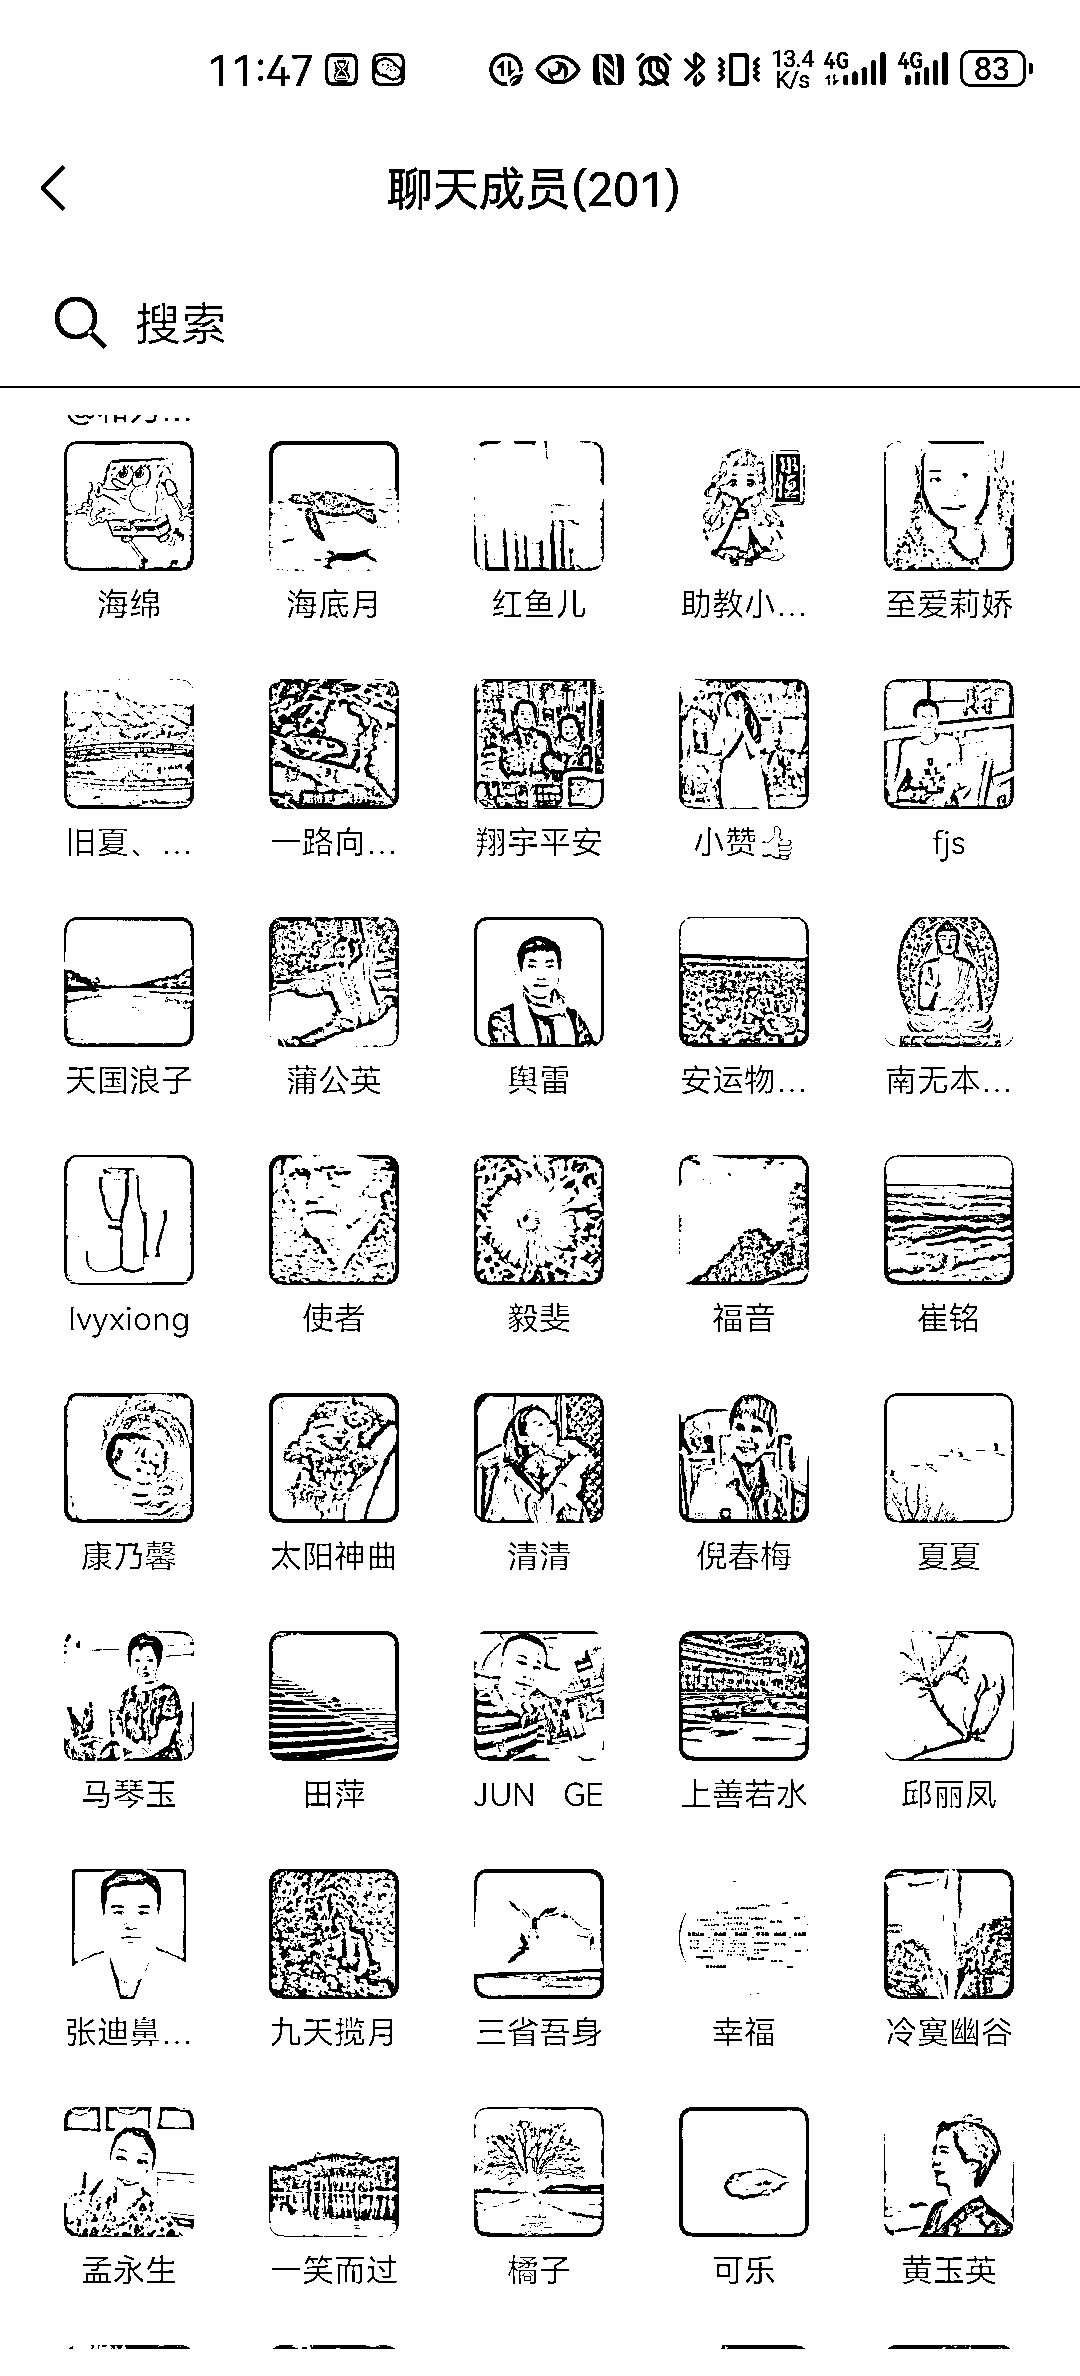 11:47 13.4 K/s 4G 4G 83
聊天成员(201)
搜索
海绵 海底月 红鱼儿 助教小... 至爱莉娇
旧夏、... 一路向... 翔宇平安 小赞👍 fjs
天国浪子 蒲公英 舆雷 安运物... 南无本...
lvyxiong 使者 毅斐 福音 崔铭
康乃馨 太阳神曲 清清 倪春梅 夏夏
马琴玉 田萍 JUN GE 上善若水 邱丽凤
张迪鼻... 九天揽月 三省吾身 幸福 冷寞幽谷
孟永生 一笑而过 橘子 可乐 黄玉英